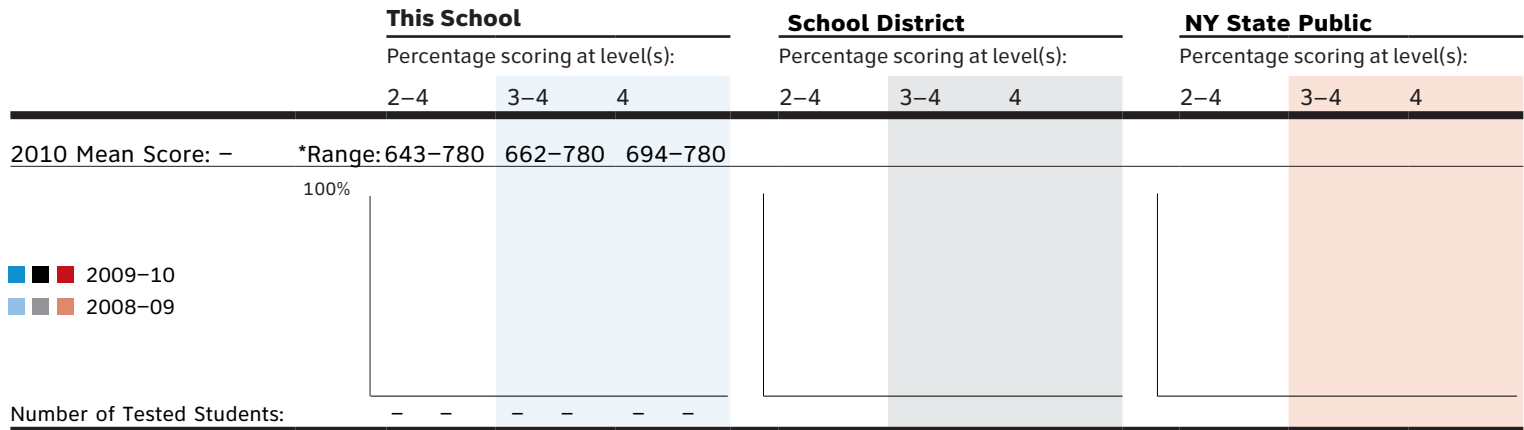 This School School District NY State Public
Percentage scoring at level(s): Percentage scoring at level(s): Percentage scoring at level(s):
2–4 3–4 4 2–4 3–4 4 2–4 3–4 4
2010 Mean Score: – *Range: 643–780 662–780 694–780
100%
2009–10
2008–09
Number of Tested Students: – – – – – –